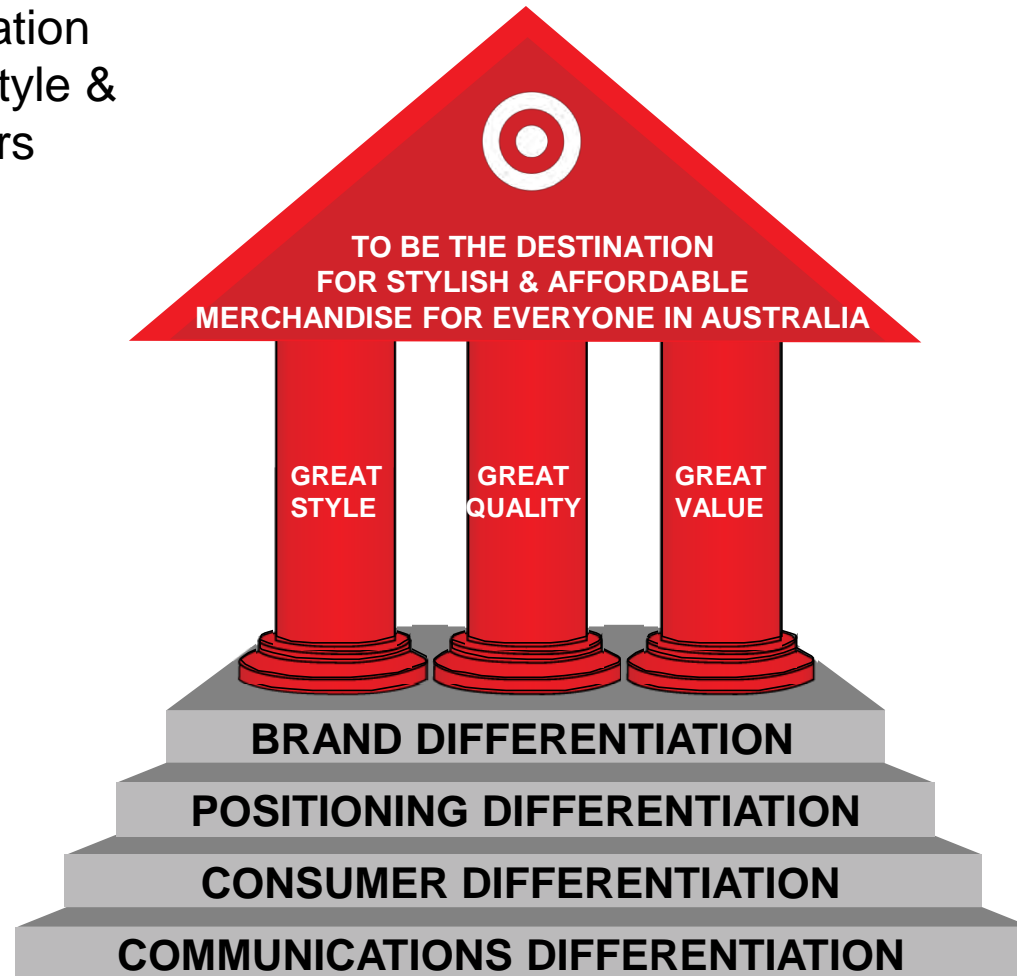 ation
tyle &
rs
TO BE THE DESTINATION
FOR STYLISH & AFFORDABLE
MERCHANDISE FOR EVERYONE IN AUSTRALIA
GREAT
STYLE
GREAT
QUALITY
GREAT
VALUE
BRAND DIFFERENTIATION
POSITIONING DIFFERENTIATION
CONSUMER DIFFERENTIATION
COMMUNICATIONS DIFFERENTIATION